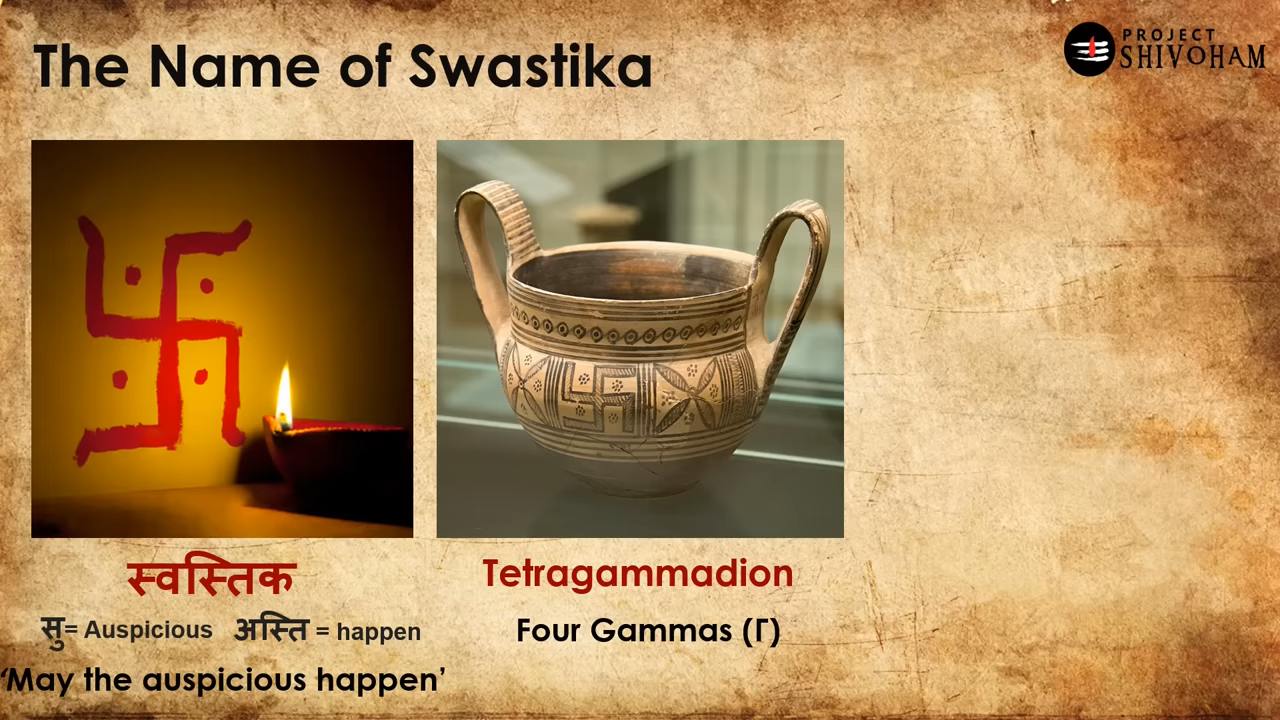 The Name of Swastika
PROJECT
SHIVOHAM
स्वस्तिक
सु= Auspicious अस्ति = happen
‘May the auspicious happen’
Tetragammadion
Four Gammas (Γ)